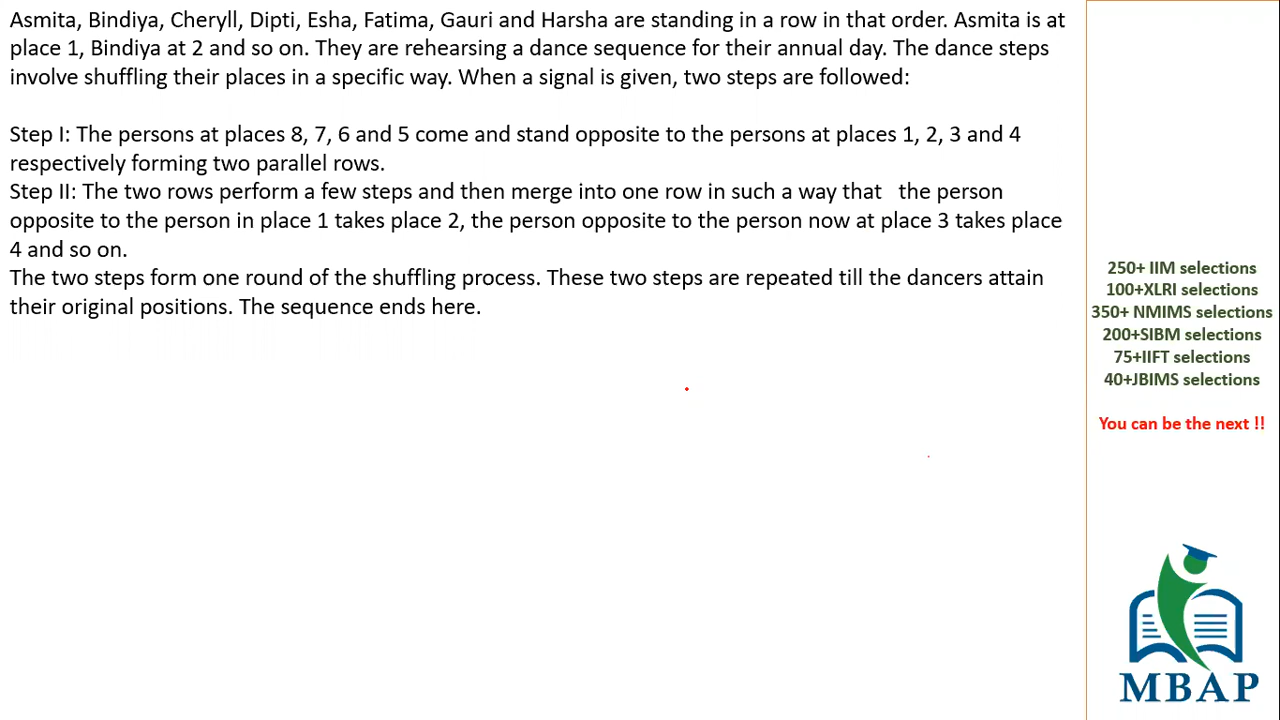 Asmita, Bindiya, Cheryll, Dipti, Esha, Fatima, Gauri and Harsha are standing in a row in that order. Asmita is at
place 1, Bindiya at 2 and so on. They are rehearsing a dance sequence for their annual day. The dance steps
involve shuffling their places in a specific way. When a signal is given, two steps are followed:
Step I: The persons at places 8, 7, 6 and 5 come and stand opposite to the persons at places 1, 2, 3 and 4
respectively forming two parallel rows.
Step II: The two rows perform a few steps and then merge into one row in such a way that the person
opposite to the person in place 1 takes place 2, the person opposite to the person now at place 3 takes place
4 and so on.
The two steps form one round of the shuffling process. These two steps are repeated till the dancers attain
their original positions. The sequence ends here.
250+ IIM selections
100+XLRI selections
350+ NMIMS selections
200+SIBM selections
75+IIFT selections
40+JBIMS selections
You can be the next !!
MBAP